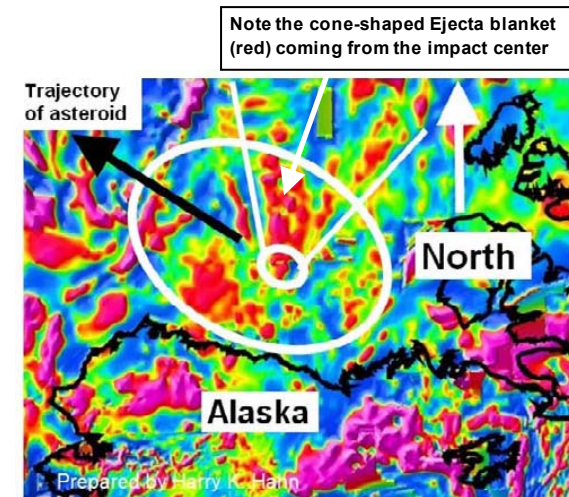 Note the cone-shaped Ejecta blanket
(red) coming from the impact center
Trajectory
of asteroid
North
Alaska
Prepared by Harry K. Hahn